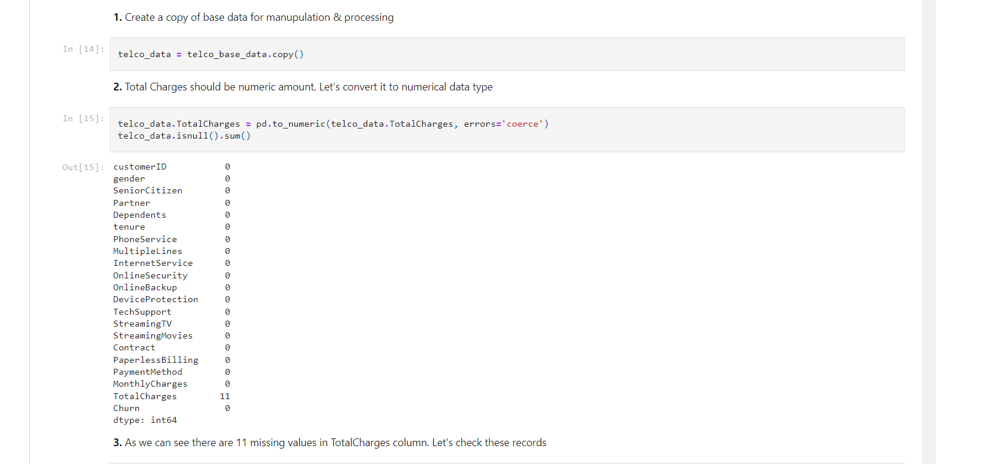 1. Create a copy of base data for manupulation & processing
In [14]:
telco_data = telco_base_data.copy()
2. Total Charges should be numeric amount. Let's convert it to numerical data type
In [15]:
telco_data.TotalCharges = pd.to_numeric(telco_data.TotalCharges, errors='coerce')
telco_data.isnull().sum()
Out[15]:
customerID 0
gender 0
SeniorCitizen 0
Partner 0
Dependents 0
tenure 0
PhoneService 0
MultipleLines 0
InternetService 0
OnlineSecurity 0
OnlineBackup 0
DeviceProtection 0
TechSupport 0
StreamingTV 0
StreamingMovies 0
Contract 0
PaperlessBilling 0
PaymentMethod 0
MonthlyCharges 0
TotalCharges 11
Churn 0
dtype: int64
3. As we can see there are 11 missing values in TotalCharges column. Let's check these records